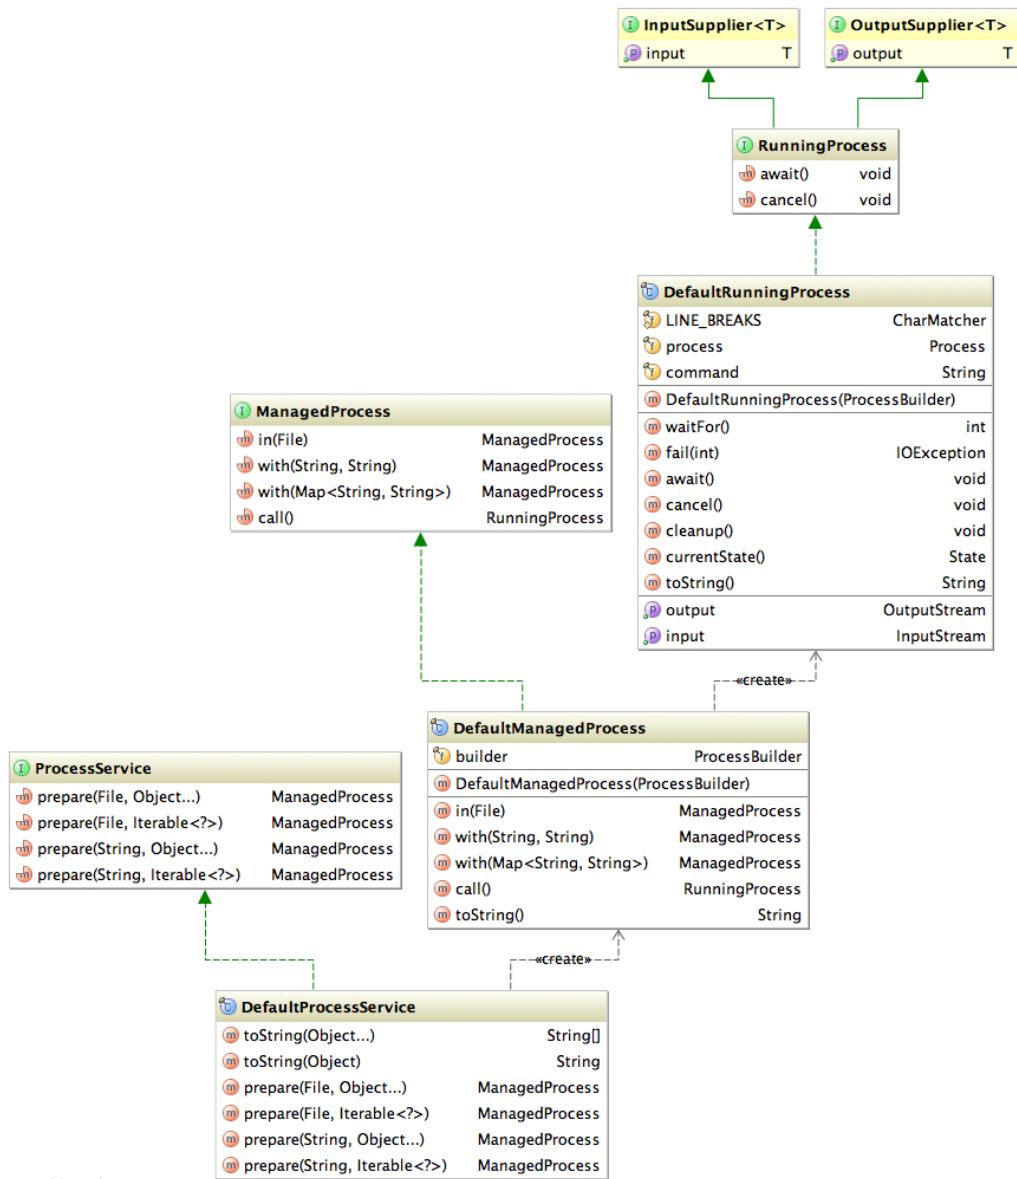 InputSupplier<T>
input T
OutputSupplier<T>
output T
RunningProcess
await() void
cancel() void
DefaultRunningProcess
LINE_BREAKS CharMatcher
process Process
command String
DefaultRunningProcess(ProcessBuilder)
waitFor() int
fail(int) IOException
await() void
cancel() void
cleanup() void
currentState() State
toString() String
output OutputStream
input InputStream
ManagedProcess
in(File) ManagedProcess
with(String, String) ManagedProcess
with(Map<String, String>) ManagedProcess
call() RunningProcess
«create»
DefaultManagedProcess
builder ProcessBuilder
DefaultManagedProcess(ProcessBuilder)
in(File) ManagedProcess
with(String, String) ManagedProcess
with(Map<String, String>) ManagedProcess
call() RunningProcess
toString() String
ProcessService
prepare(File, Object...) ManagedProcess
prepare(File, Iterable<?>) ManagedProcess
prepare(String, Object...) ManagedProcess
prepare(String, Iterable<?>) ManagedProcess
«create»
DefaultProcessService
toString(Object...) String[]
toString(Object) String
prepare(File, Object...) ManagedProcess
prepare(File, Iterable<?>) ManagedProcess
prepare(String, Object...) ManagedProcess
prepare(String, Iterable<?>) ManagedProcess